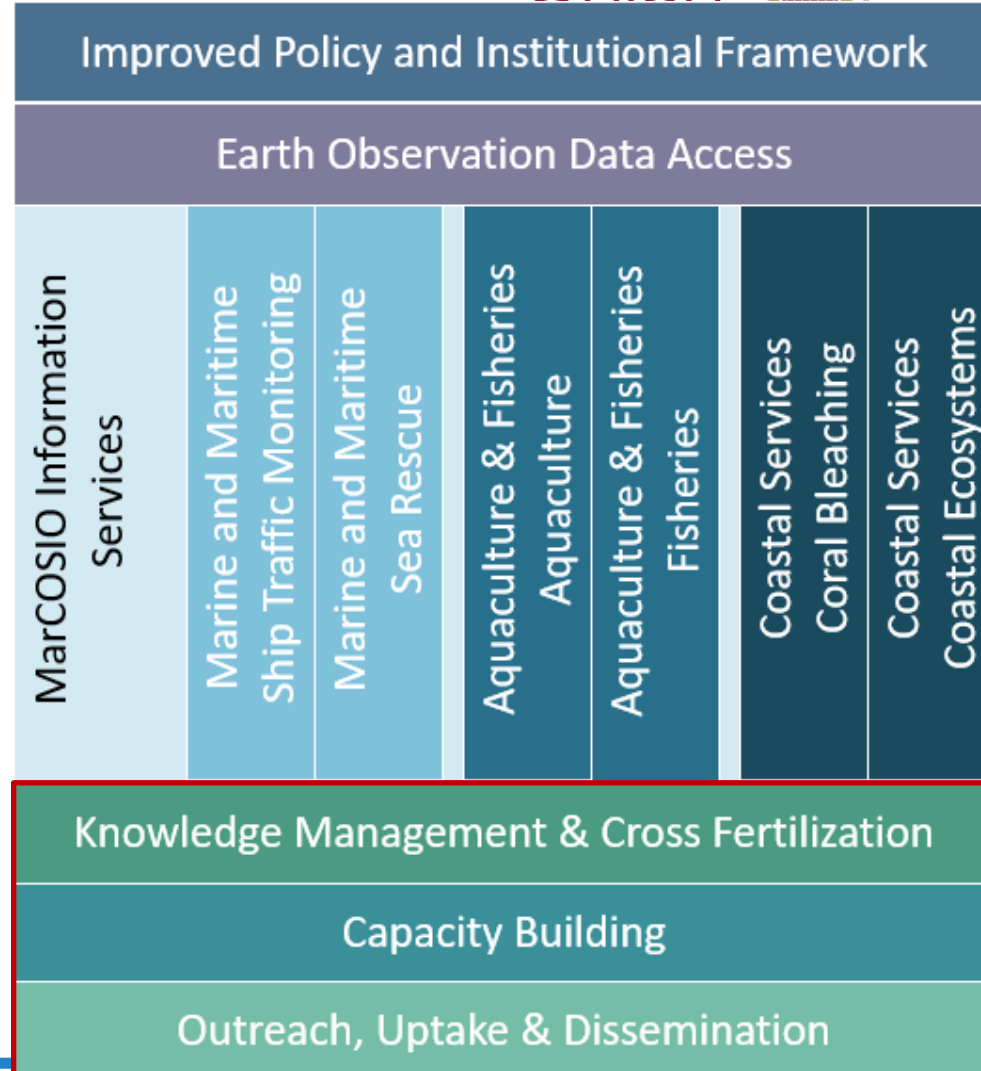 Improved Policy and Institutional Framework
Earth Observation Data Access
MarCOSIO Information
Services
Marine and Maritime
Ship Traffic Monitoring
Marine and Maritime
Sea Rescue
Aquaculture & Fisheries
Aquaculture
Aquaculture & Fisheries
Fisheries
Coastal Services
Coral Bleaching
Coastal Services
Coastal Ecosystems
Knowledge Management & Cross Fertilization
Capacity Building
Outreach, Uptake & Dissemination